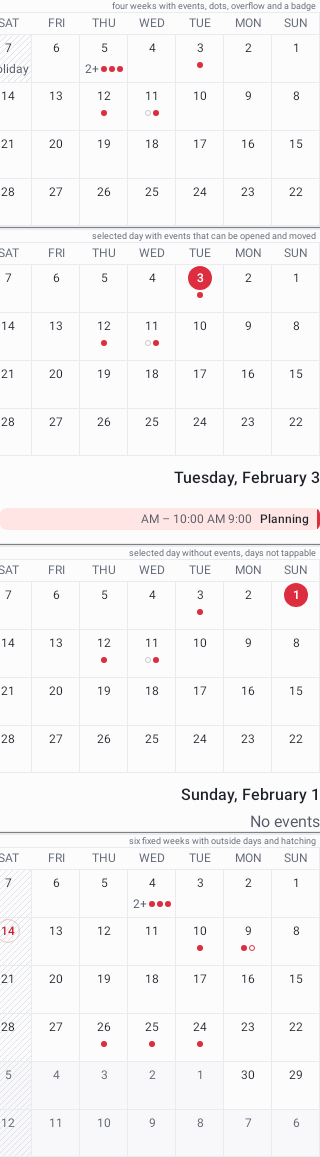 four weeks with events, dots, overflow and a badge
SAT FRI THU WED TUE MON SUN
7 6 5 4 3 2 1
oliday 2+
14 13 12 11 10 9 8
21 20 19 18 17 16 15
28 27 26 25 24 23 22
selected day with events that can be opened and moved
SAT FRI THU WED TUE MON SUN
7 6 5 4 3 2 1
14 13 12 11 10 9 8
21 20 19 18 17 16 15
28 27 26 25 24 23 22
Tuesday, February 3
AM – 10:00 AM 9:00 Planning
selected day without events, days not tappable
SAT FRI THU WED TUE MON SUN
7 6 5 4 3 2 1
14 13 12 11 10 9 8
21 20 19 18 17 16 15
28 27 26 25 24 23 22
Sunday, February 1
No events
six fixed weeks with outside days and hatching
SAT FRI THU WED TUE MON SUN
7 6 5 4 3 2 1
2+
14 13 12 11 10 9 8
21 20 19 18 17 16 15
28 27 26 25 24 23 22
5 4 3 2 1 30 29
12 11 10 9 8 7 6